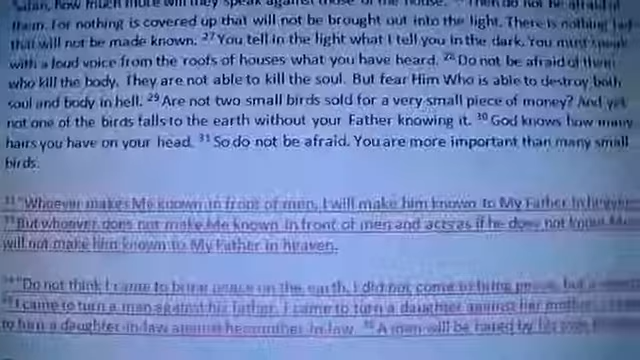 Satan, how much more will they speak against those of the house. Then do not be afraid of
them. For nothing is covered up that will not be brought out into the light. There is nothing hid
that will not be made known. 27 You tell in the light what I tell you in the dark. You must speak
with a loud voice from the roofs of houses what you have heard. 28 Do not be afraid of them
who kill the body. They are not able to kill the soul. But fear Him Who is able to destroy both
soul and body in hell. 29 Are not two small birds sold for a very small piece of money? And yet
not one of the birds falls to the earth without your Father knowing it. 30 God knows how many
hairs you have on your head. 31 So do not be afraid. You are more important than many small
birds.
"Whoever makes Me known in front of men, I will make him known to My Father in heaven.
But whoever does not make Me known in front of men and acts as if he does not know Me,
will not make him known to My Father in heaven.
"Do not think I came to bring peace on the earth. I did not come to bring peace, but
I came to turn a man against his father. I came to turn a daughter against her mother.
to turn a daughter-in-law against her mother-in-law. 36 A man will be hated by his own